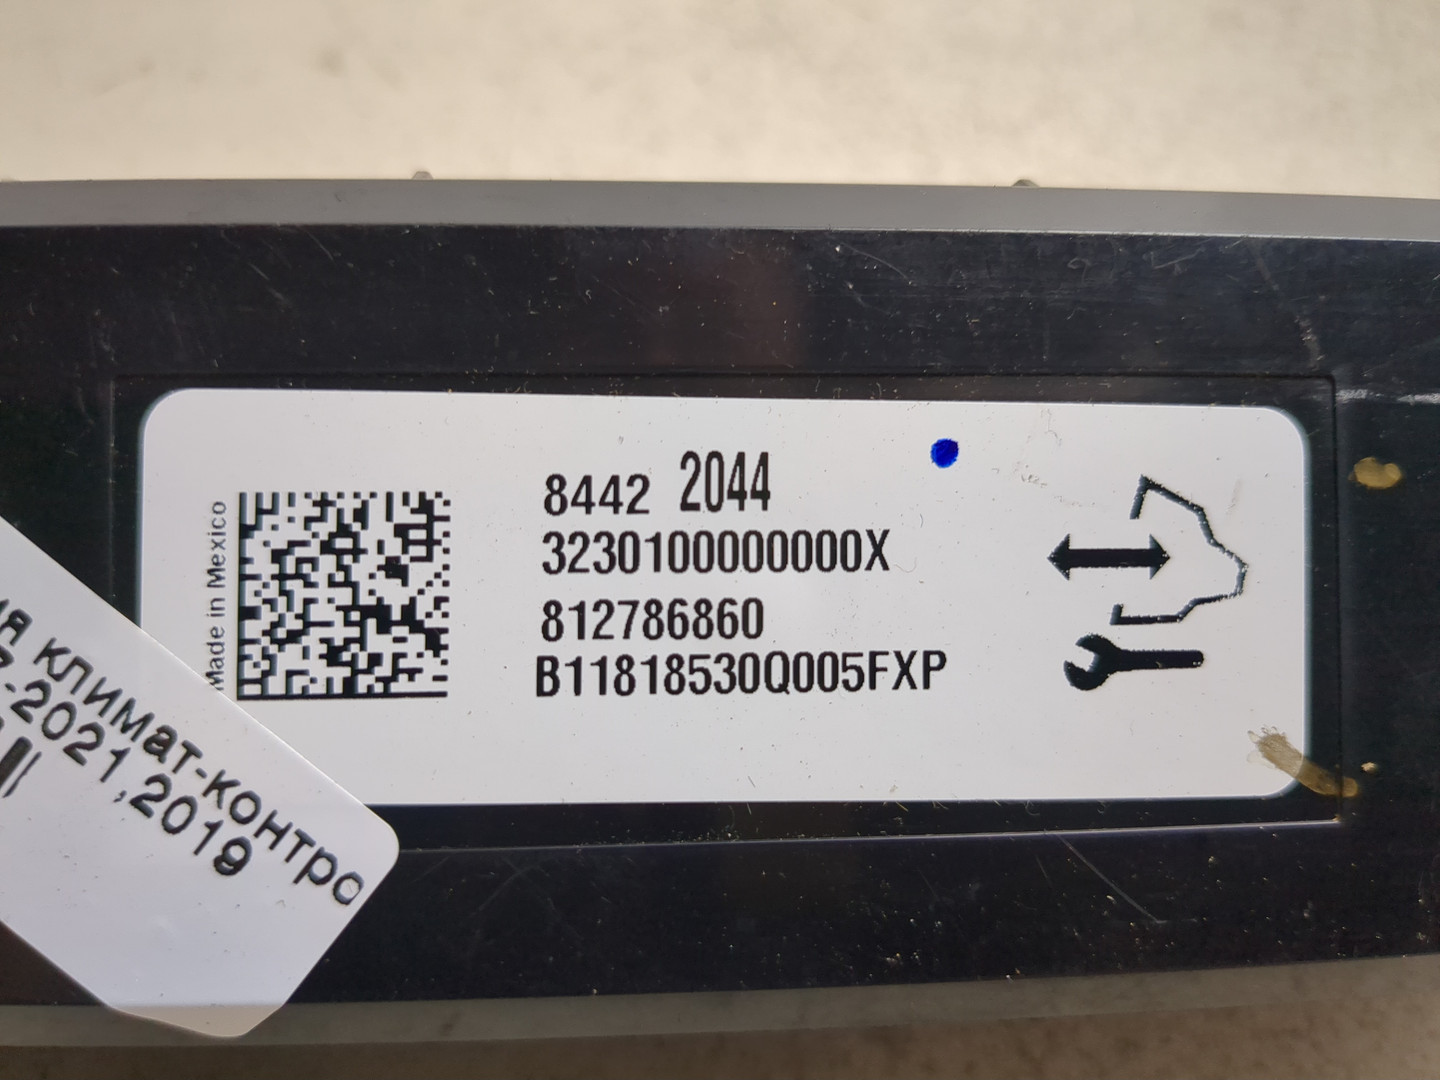 Made in Mexico
8442 2044
3230100000000X
812786860
B11818530Q005FXP
климат-контро
-2021,2019